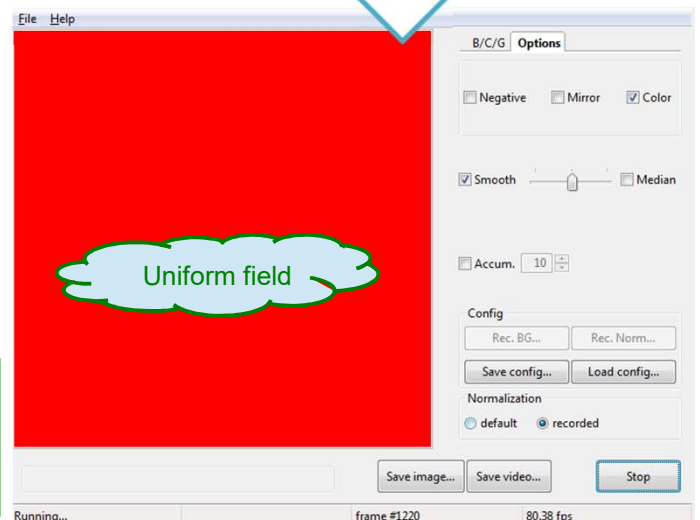 File Help
B/C/G Options
Negative Mirror Color
Smooth Median
Uniform field
Accum. 10
Config
Rec. BG... Rec. Norm...
Save config... Load config...
Normalization
default recorded
Save image... Save video... Stop
Running... frame #1220 80.38 fps